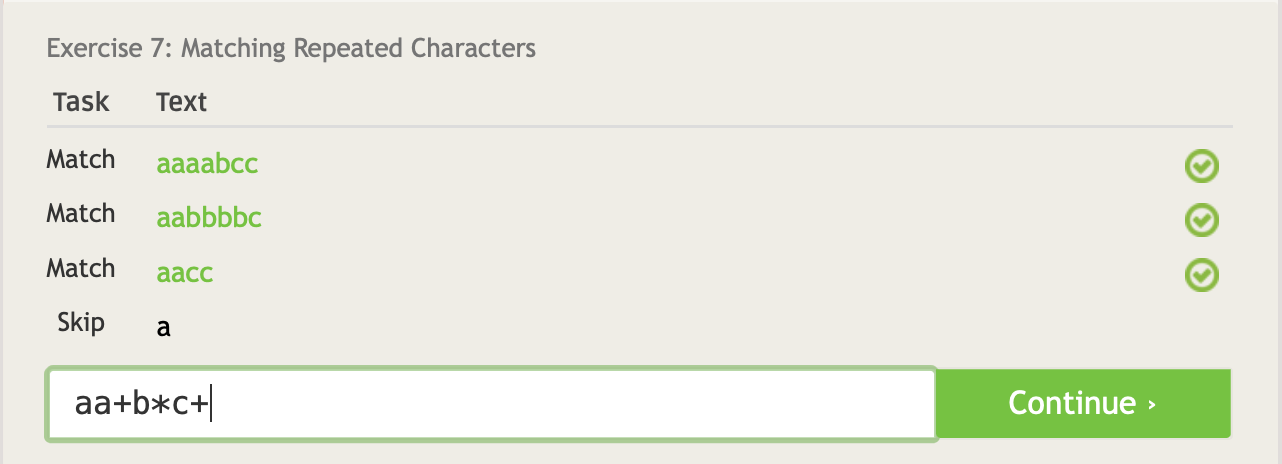 Exercise 7: Matching Repeated Characters
Task Text
Match aaaabcc
Match aabbbbc
Match aacc
Skip a
aa+b*c+
Continue ›